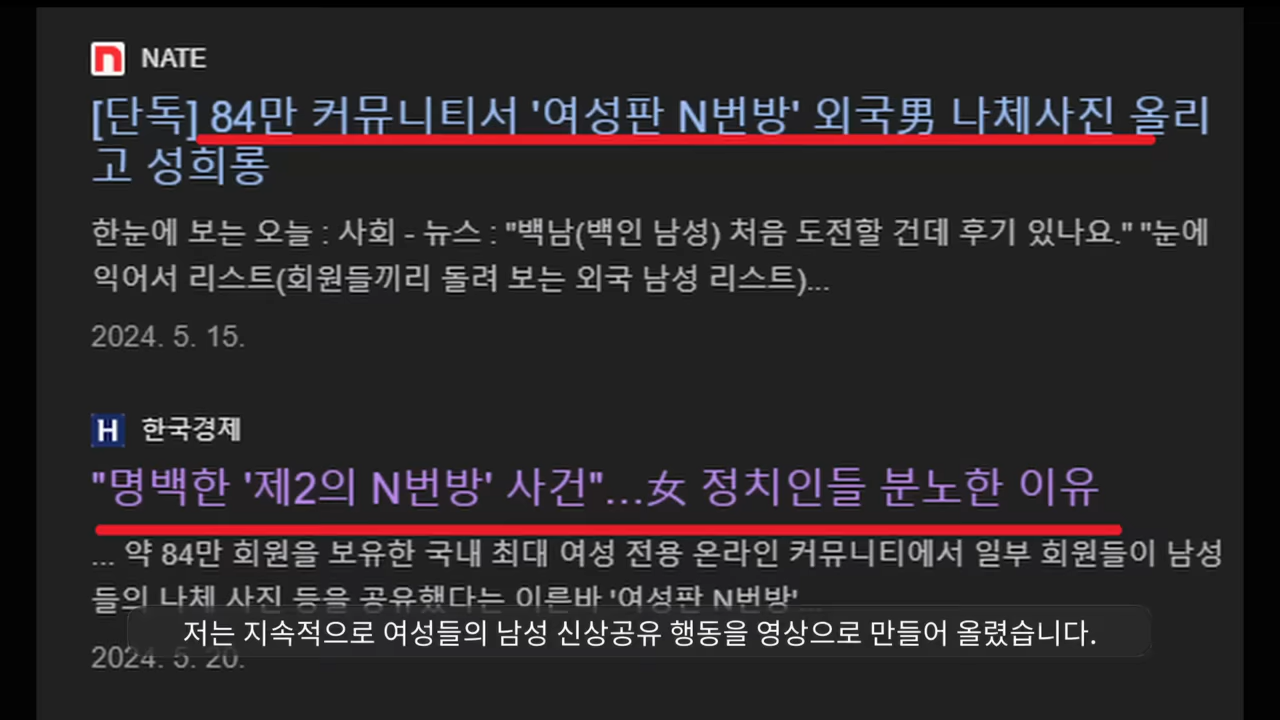 NATE
[단독] 84만 커뮤니티서 '여성판 N번방' 외국男 나체사진 올리
고 성희롱
한눈에 보는 오늘 : 사회 - 뉴스 : "백남(백인 남성) 처음 도전할 건데 후기 있나요." "눈에
익어서 리스트(회원들끼리 돌려 보는 외국 남성 리스트)...
2024. 5. 15.
H 한국경제
"명백한 '제2의 N번방' 사건"...女 정치인들 분노한 이유
... 약 84만 회원을 보유한 국내 최대 여성 전용 온라인 커뮤니티에서 일부 회원들이 남성
들의 나체 사진 등을 공유했다는 이른바 '여성판 N번방'...
저는 지속적으로 여성들의 남성 신상공유 행동을 영상으로 만들어 올렸습니다.
2024. 5. 20.